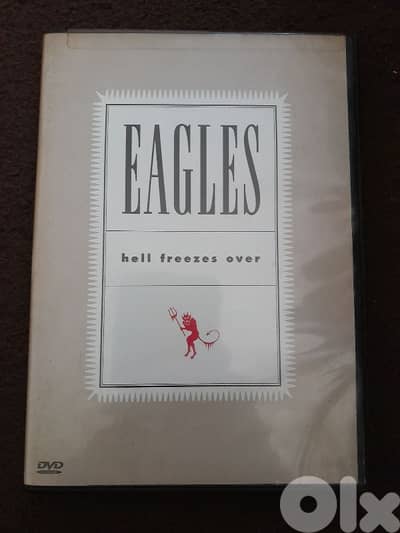 EAGLES
hell freezes over
DVD
OLX